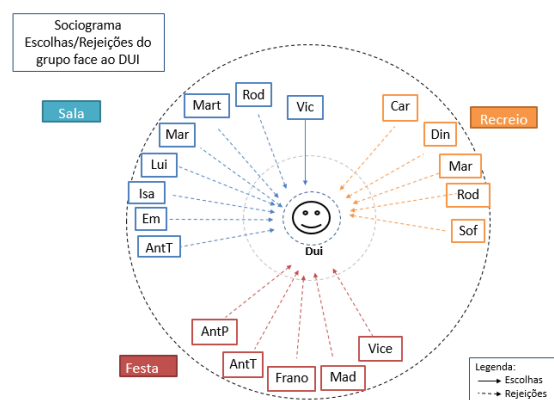 Sociograma
Escolhas/Rejeições do
grupo face ao DUI
Sala
Recreio
Festa
Rod
Vic
Mart
Mar
Lui
Isa
Em
AntT
Car
Din
Mar
Rod
Sof
Dui
AntP
AntT
Frano
Mad
Vice
Legenda:
Escolhas
Rejeições